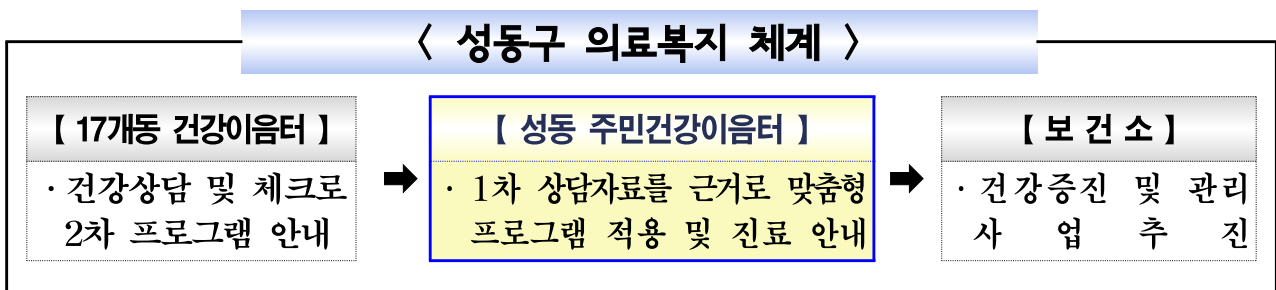 〈 성동구 의료복지 체계 〉
【 17개동 건강이음터 】
· 건강상담 및 체크로
2차 프로그램 안내
【 성동 주민건강이음터 】
· 1차 상담자료를 근거로 맞춤형
프로그램 적용 및 진료 안내
【 보 건 소 】
· 건강증진 및 관리
사 업 추 진